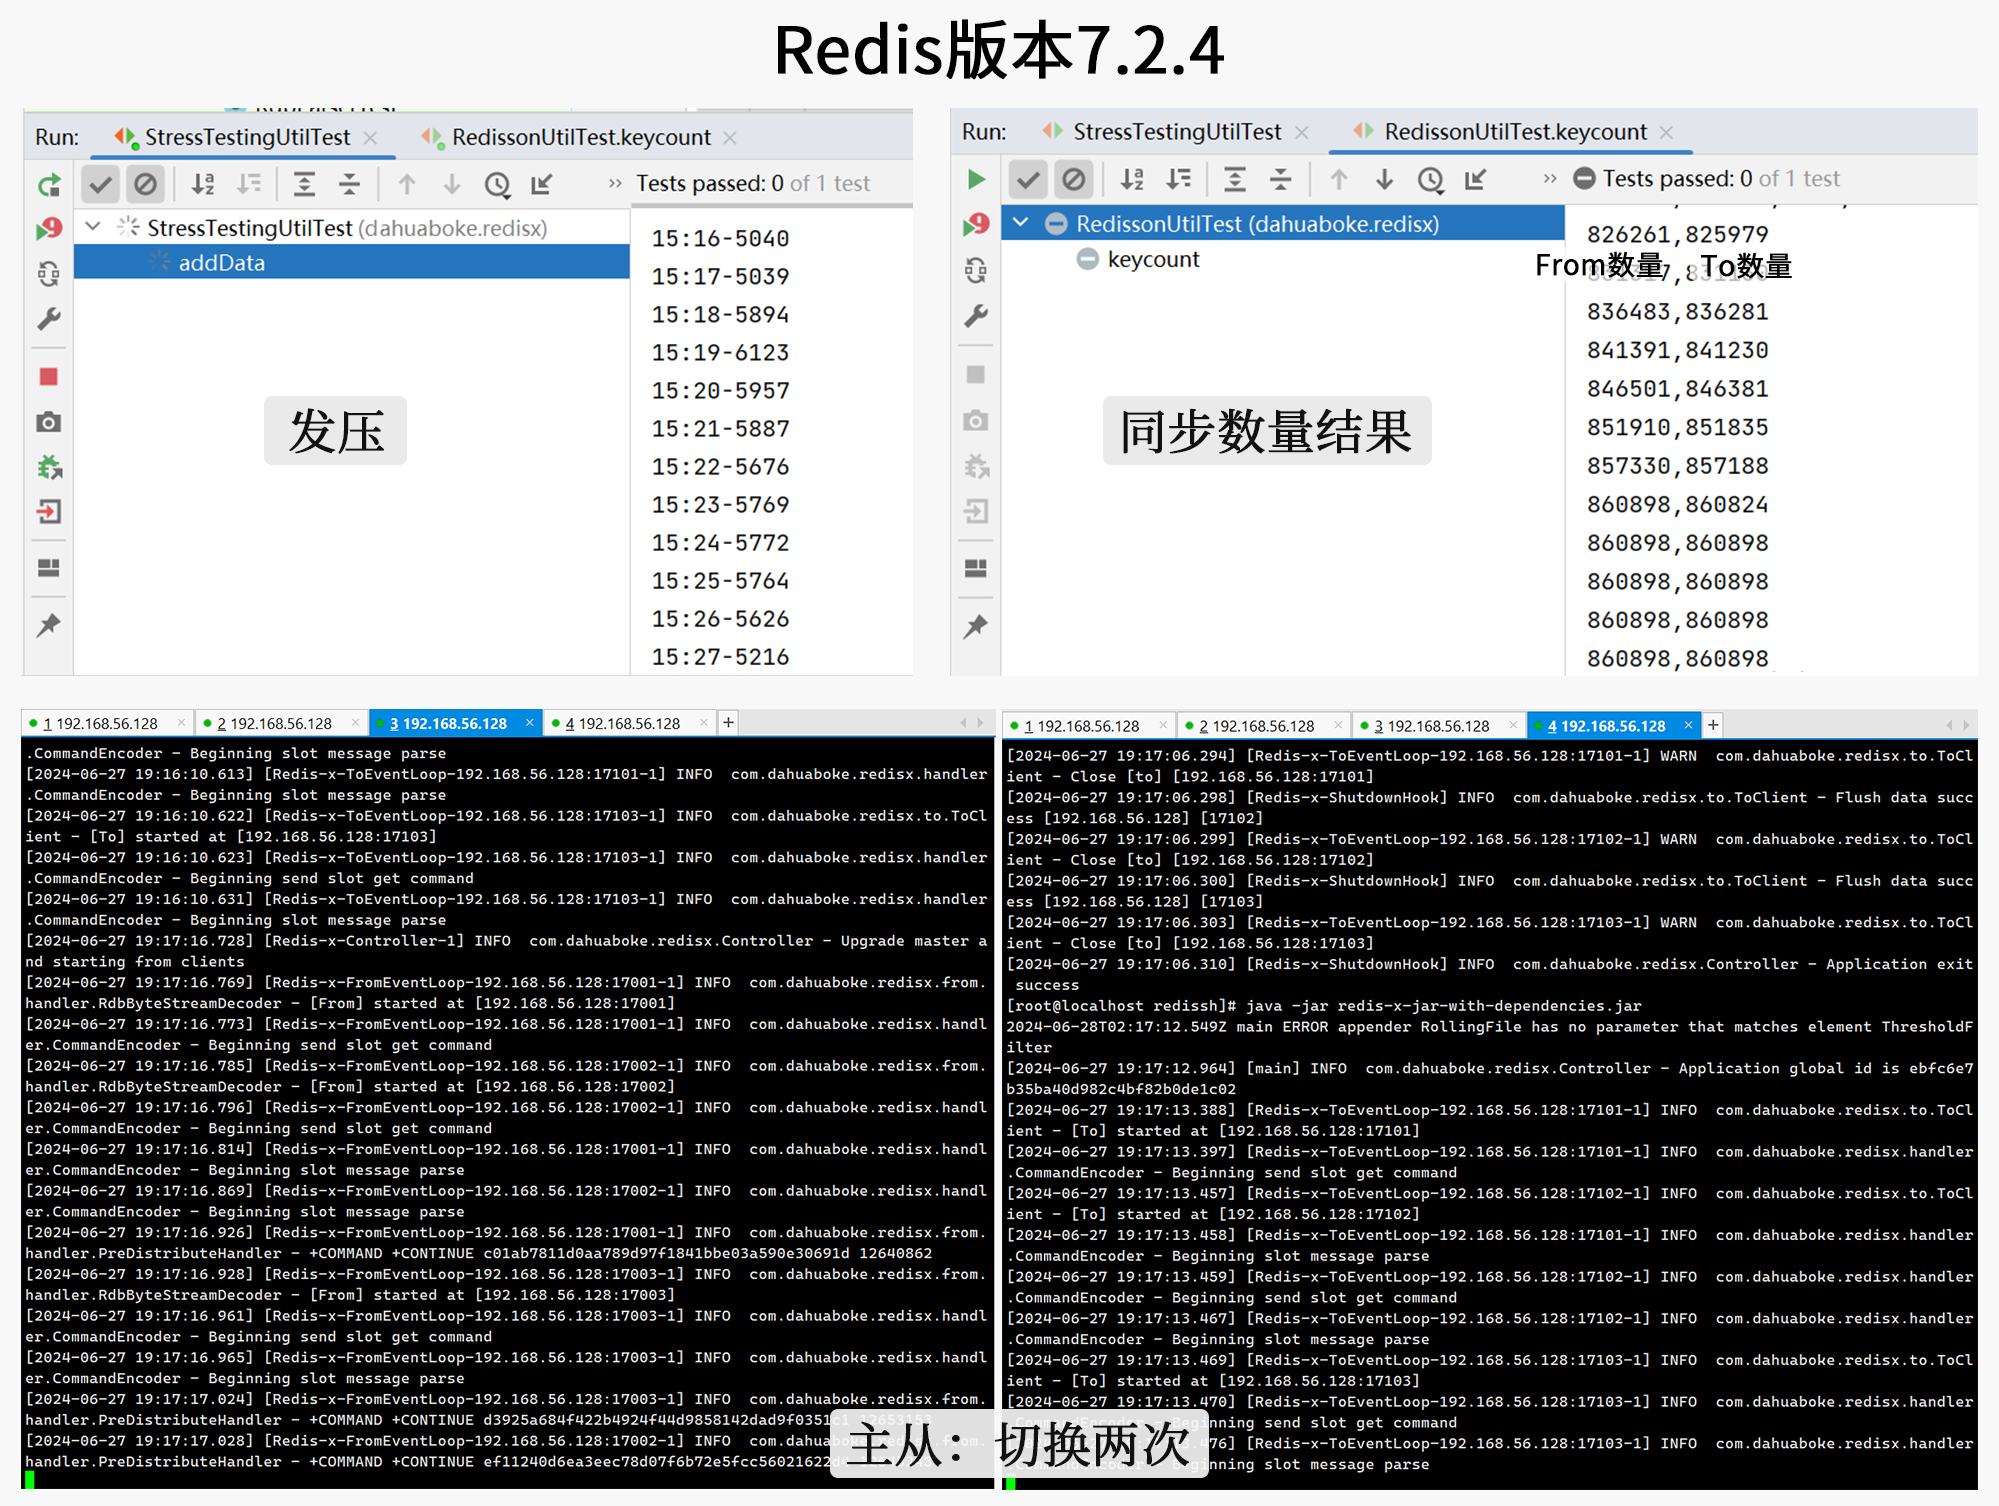 Redis版本7.2.4
Run: StressTestingUtilTest × RedissonUtilTest.keycount ×
Tests passed: 0 of 1 test
StressTestingUtilTest (dahuaboke.redisx)
addData
15:16-5040
15:17-5039
15:18-5894
15:19-6123
15:20-5957
15:21-5887
15:22-5676
15:23-5769
15:24-5772
15:25-5764
15:26-5626
15:27-5216
发压
Run: StressTestingUtilTest × RedissonUtilTest.keycount ×
Tests passed: 0 of 1 test
RedissonUtilTest (dahuaboke.redisx)
keycount
826261,825979
From数量 To数量
836483,836281
841391,841230
846501,846381
851910,851835
857330,857188
860898,860824
860898,860898
860898,860898
860898,860898
860898,860898
同步数量结果
1 192.168.56.128 × 2 192.168.56.128 × 3 192.168.56.128 × 4 192.168.56.128 × +
.CommandEncoder - Beginning slot message parse
[2024-06-27 19:16:10.613] [Redis-x-ToEventLoop-192.168.56.128:17101-1] INFO com.dahuaboke.redisx.handler
.CommandEncoder - Beginning slot message parse
[2024-06-27 19:16:10.622] [Redis-x-ToEventLoop-192.168.56.128:17103-1] INFO com.dahuaboke.redisx.to.ToCl
ient - [To] started at [192.168.56.128:17103]
[2024-06-27 19:16:10.623] [Redis-x-ToEventLoop-192.168.56.128:17103-1] INFO com.dahuaboke.redisx.handler
.CommandEncoder - Beginning send slot get command
[2024-06-27 19:16:10.631] [Redis-x-ToEventLoop-192.168.56.128:17103-1] INFO com.dahuaboke.redisx.handler
.CommandEncoder - Beginning slot message parse
[2024-06-27 19:17:16.728] [Redis-x-Controller-1] INFO com.dahuaboke.redisx.Controller - Upgrade master a
nd starting from clients
[2024-06-27 19:17:16.769] [Redis-x-FromEventLoop-192.168.56.128:17001-1] INFO com.dahuaboke.redisx.from.
handler.RdbByteStreamDecoder - [From] started at [192.168.56.128:17001]
[2024-06-27 19:17:16.773] [Redis-x-FromEventLoop-192.168.56.128:17001-1] INFO com.dahuaboke.redisx.handl
er.CommandEncoder - Beginning send slot get command
[2024-06-27 19:17:16.785] [Redis-x-FromEventLoop-192.168.56.128:17002-1] INFO com.dahuaboke.redisx.from.
handler.RdbByteStreamDecoder - [From] started at [192.168.56.128:17002]
[2024-06-27 19:17:16.796] [Redis-x-FromEventLoop-192.168.56.128:17002-1] INFO com.dahuaboke.redisx.handl
er.CommandEncoder - Beginning send slot get command
[2024-06-27 19:17:16.814] [Redis-x-FromEventLoop-192.168.56.128:17001-1] INFO com.dahuaboke.redisx.handl
er.CommandEncoder - Beginning slot message parse
[2024-06-27 19:17:16.869] [Redis-x-FromEventLoop-192.168.56.128:17002-1] INFO com.dahuaboke.redisx.handl
er.CommandEncoder - Beginning slot message parse
[2024-06-27 19:17:16.926] [Redis-x-FromEventLoop-192.168.56.128:17001-1] INFO com.dahuaboke.redisx.from.
handler.PreDistributeHandler - +COMMAND +CONTINUE c01ab7811d0aa789d97f1841bbe03a590e30691d 12640862
[2024-06-27 19:17:16.928] [Redis-x-FromEventLoop-192.168.56.128:17003-1] INFO com.dahuaboke.redisx.from.
handler.RdbByteStreamDecoder - [From] started at [192.168.56.128:17003]
[2024-06-27 19:17:16.961] [Redis-x-FromEventLoop-192.168.56.128:17003-1] INFO com.dahuaboke.redisx.handl
er.CommandEncoder - Beginning send slot get command
[2024-06-27 19:17:16.965] [Redis-x-FromEventLoop-192.168.56.128:17003-1] INFO com.dahuaboke.redisx.handl
er.CommandEncoder - Beginning slot message parse
[2024-06-27 19:17:17.024] [Redis-x-FromEventLoop-192.168.56.128:17003-1] INFO com.dahuaboke.redisx.from.
handler.PreDistributeHandler - +COMMAND +CONTINUE
[2024-06-27 19:17:17.028] [Redis-x-FromEventLoop-192.168.56.128:17002-1] INFO
handler.PreDistributeHandler - +COMMAND +CONTINUE
1 192.168.56.128 × 2 192.168.56.128 × 3 192.168.56.128 × 4 192.168.56.128 × +
[2024-06-27 19:17:06.294] [Redis-x-ToEventLoop-192.168.56.128:17101-1] WARN com.dahuaboke.redisx.to.ToCl
ient - Close [to] [192.168.56.128:17101]
[2024-06-27 19:17:06.298] [Redis-x-ShutdownHook] INFO com.dahuaboke.redisx.to.ToClient - Flush data succ
ess [192.168.56.128] [17102]
[2024-06-27 19:17:06.299] [Redis-x-ToEventLoop-192.168.56.128:17102-1] WARN com.dahuaboke.redisx.to.ToCl
ient - Close [to] [192.168.56.128:17102]
[2024-06-27 19:17:06.300] [Redis-x-ShutdownHook] INFO com.dahuaboke.redisx.to.ToClient - Flush data succ
ess [192.168.56.128] [17103]
[2024-06-27 19:17:06.303] [Redis-x-ToEventLoop-192.168.56.128:17103-1] WARN com.dahuaboke.redisx.to.ToCl
ient - Close [to] [192.168.56.128:17103]
[2024-06-27 19:17:06.310] [Redis-x-ShutdownHook] INFO com.dahuaboke.redisx.Controller - Application exit
success
[root@localhost redissh]# java -jar redis-x-jar-with-dependencies.jar
2024-06-28T02:17:12.549Z main ERROR appender RollingFile has no parameter that matches element ThresholdF
ilter
[2024-06-27 19:17:12.964] [main] INFO com.dahuaboke.redisx.Controller - Application global id is ebfc6e7
b35ba40d982c4bf82b0de1c02
[2024-06-27 19:17:13.388] [Redis-x-ToEventLoop-192.168.56.128:17101-1] INFO com.dahuaboke.redisx.to.ToCl
ient - [To] started at [192.168.56.128:17101]
[2024-06-27 19:17:13.397] [Redis-x-ToEventLoop-192.168.56.128:17101-1] INFO com.dahuaboke.redisx.handler
.CommandEncoder - Beginning send slot get command
[2024-06-27 19:17:13.457] [Redis-x-ToEventLoop-192.168.56.128:17102-1] INFO com.dahuaboke.redisx.to.ToCl
ient - [To] started at [192.168.56.128:17102]
[2024-06-27 19:17:13.458] [Redis-x-ToEventLoop-192.168.56.128:17101-1] INFO com.dahuaboke.redisx.handler
.CommandEncoder - Beginning slot message parse
[2024-06-27 19:17:13.459] [Redis-x-ToEventLoop-192.168.56.128:17102-1] INFO com.dahuaboke.redisx.handler
.CommandEncoder - Beginning send slot get command
[2024-06-27 19:17:13.467] [Redis-x-ToEventLoop-192.168.56.128:17102-1] INFO com.dahuaboke.redisx.handler
.CommandEncoder - Beginning slot message parse
[2024-06-27 19:17:13.469] [Redis-x-ToEventLoop-192.168.56.128:17103-1] INFO com.dahuaboke.redisx.to.ToCl
ient - [To] started at [192.168.56.128:17103]
[2024-06-27 19:17:13.470] [Redis-x-ToEventLoop-192.168.56.128:17103-1] INFO com.dahuaboke.redisx.handler
.CommandEncoder - Beginning send slot get command
[Redis-x-ToEventLoop-192.168.56.128:17103-1] INFO com.dahuaboke.redisx.handler
Beginning slot message parse
主从：切换两次